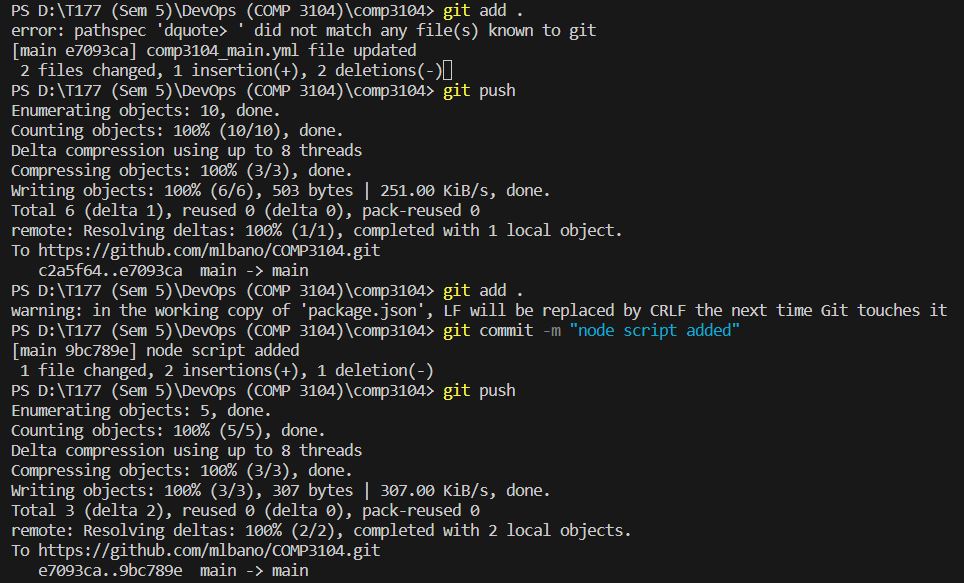 PS D:\T177 (Sem 5)\DevOps (COMP 3104)\comp3104> git add .
error: pathspec 'dquote> ' did not match any file(s) known to git
[main e7093ca] comp3104_main.yml file updated
 2 files changed, 1 insertion(+), 2 deletions(-)
PS D:\T177 (Sem 5)\DevOps (COMP 3104)\comp3104> git push
Enumerating objects: 10, done.
Counting objects: 100% (10/10), done.
Delta compression using up to 8 threads
Compressing objects: 100% (3/3), done.
Writing objects: 100% (6/6), 503 bytes | 251.00 KiB/s, done.
Total 6 (delta 1), reused 0 (delta 0), pack-reused 0
remote: Resolving deltas: 100% (1/1), completed with 1 local object.
To https://github.com/mlbano/COMP3104.git
   c2a5f64..e7093ca  main -> main
PS D:\T177 (Sem 5)\DevOps (COMP 3104)\comp3104> git add .
warning: in the working copy of 'package.json', LF will be replaced by CRLF the next time Git touches it
PS D:\T177 (Sem 5)\DevOps (COMP 3104)\comp3104> git commit -m "node script added"
[main 9bc789e] node script added
 1 file changed, 2 insertions(+), 1 deletion(-)
PS D:\T177 (Sem 5)\DevOps (COMP 3104)\comp3104> git push
Enumerating objects: 5, done.
Counting objects: 100% (5/5), done.
Delta compression using up to 8 threads
Compressing objects: 100% (3/3), done.
Writing objects: 100% (3/3), 307 bytes | 307.00 KiB/s, done.
Total 3 (delta 2), reused 0 (delta 0), pack-reused 0
remote: Resolving deltas: 100% (2/2), completed with 2 local objects.
To https://github.com/mlbano/COMP3104.git
   e7093ca..9bc789e  main -> main